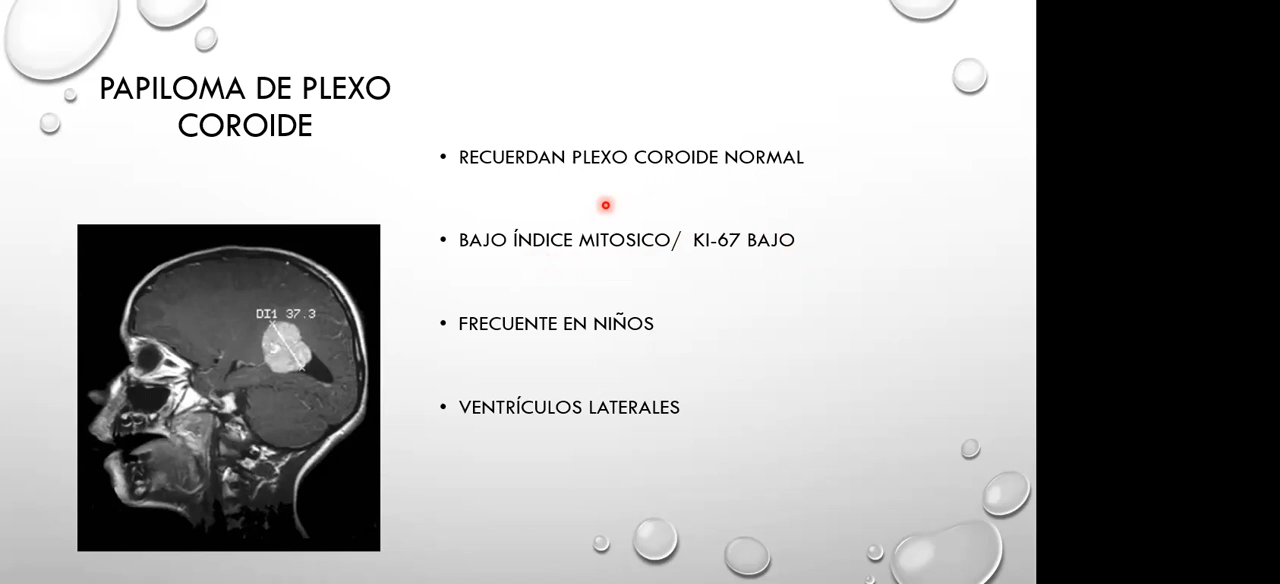 PAPILOMA DE PLEXO
COROIDE
• RECUERDAN PLEXO COROIDE NORMAL
• BAJO ÍNDICE MITOSICO/ KI-67 BAJO
• FRECUENTE EN NIÑOS
• VENTRÍCULOS LATERALES
DI1 37.3